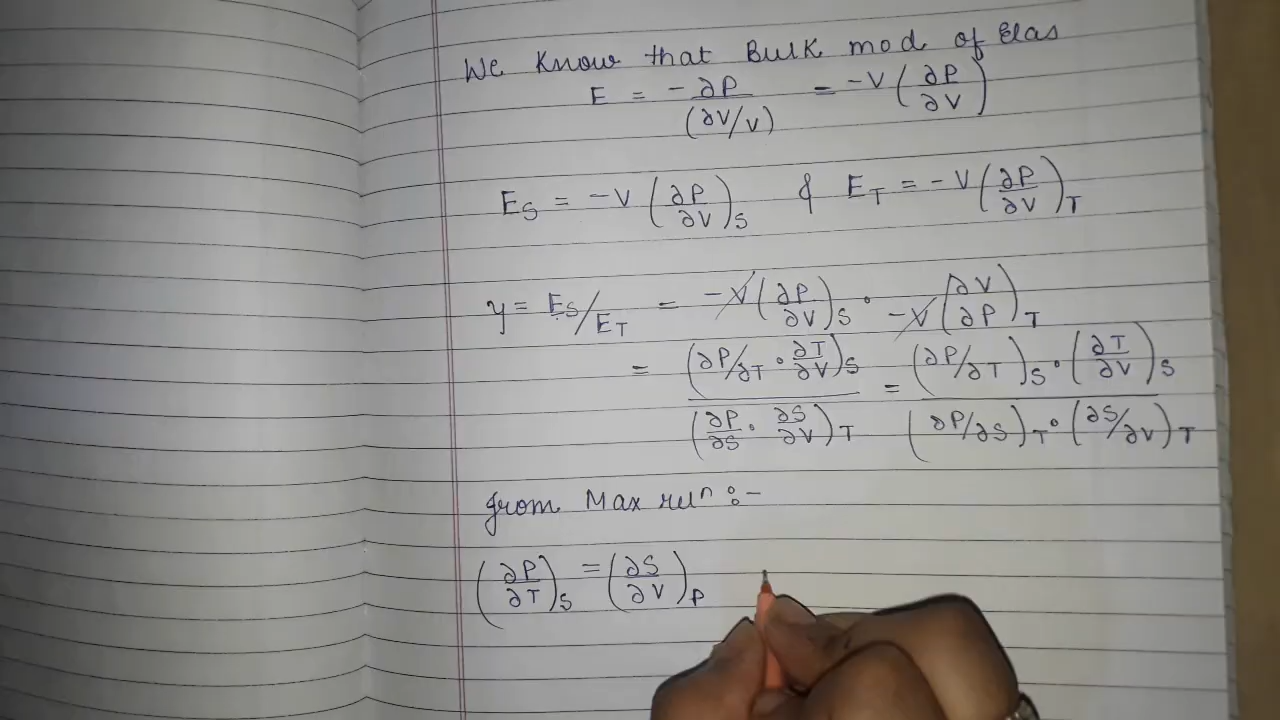 We Know that Bulk mod of Elas
E = -∂P/(∂V/V) = -V(∂P/∂V)
E_S = -V(∂P/∂V)_S & E_T = -V(∂P/∂V)_T
γ = E_S/E_T = -V(∂P/∂V)_S · (∂V/-V ∂P)_T
= (∂P/∂T · ∂T/∂V)_S / (∂P/∂S · ∂S/∂V)_T = (∂P/∂T)_S · (∂T/∂V)_S / (∂P/∂S)_T · (∂S/∂V)_T
from Max reln :-
(∂P/∂T)_S = (∂S/∂V)_P